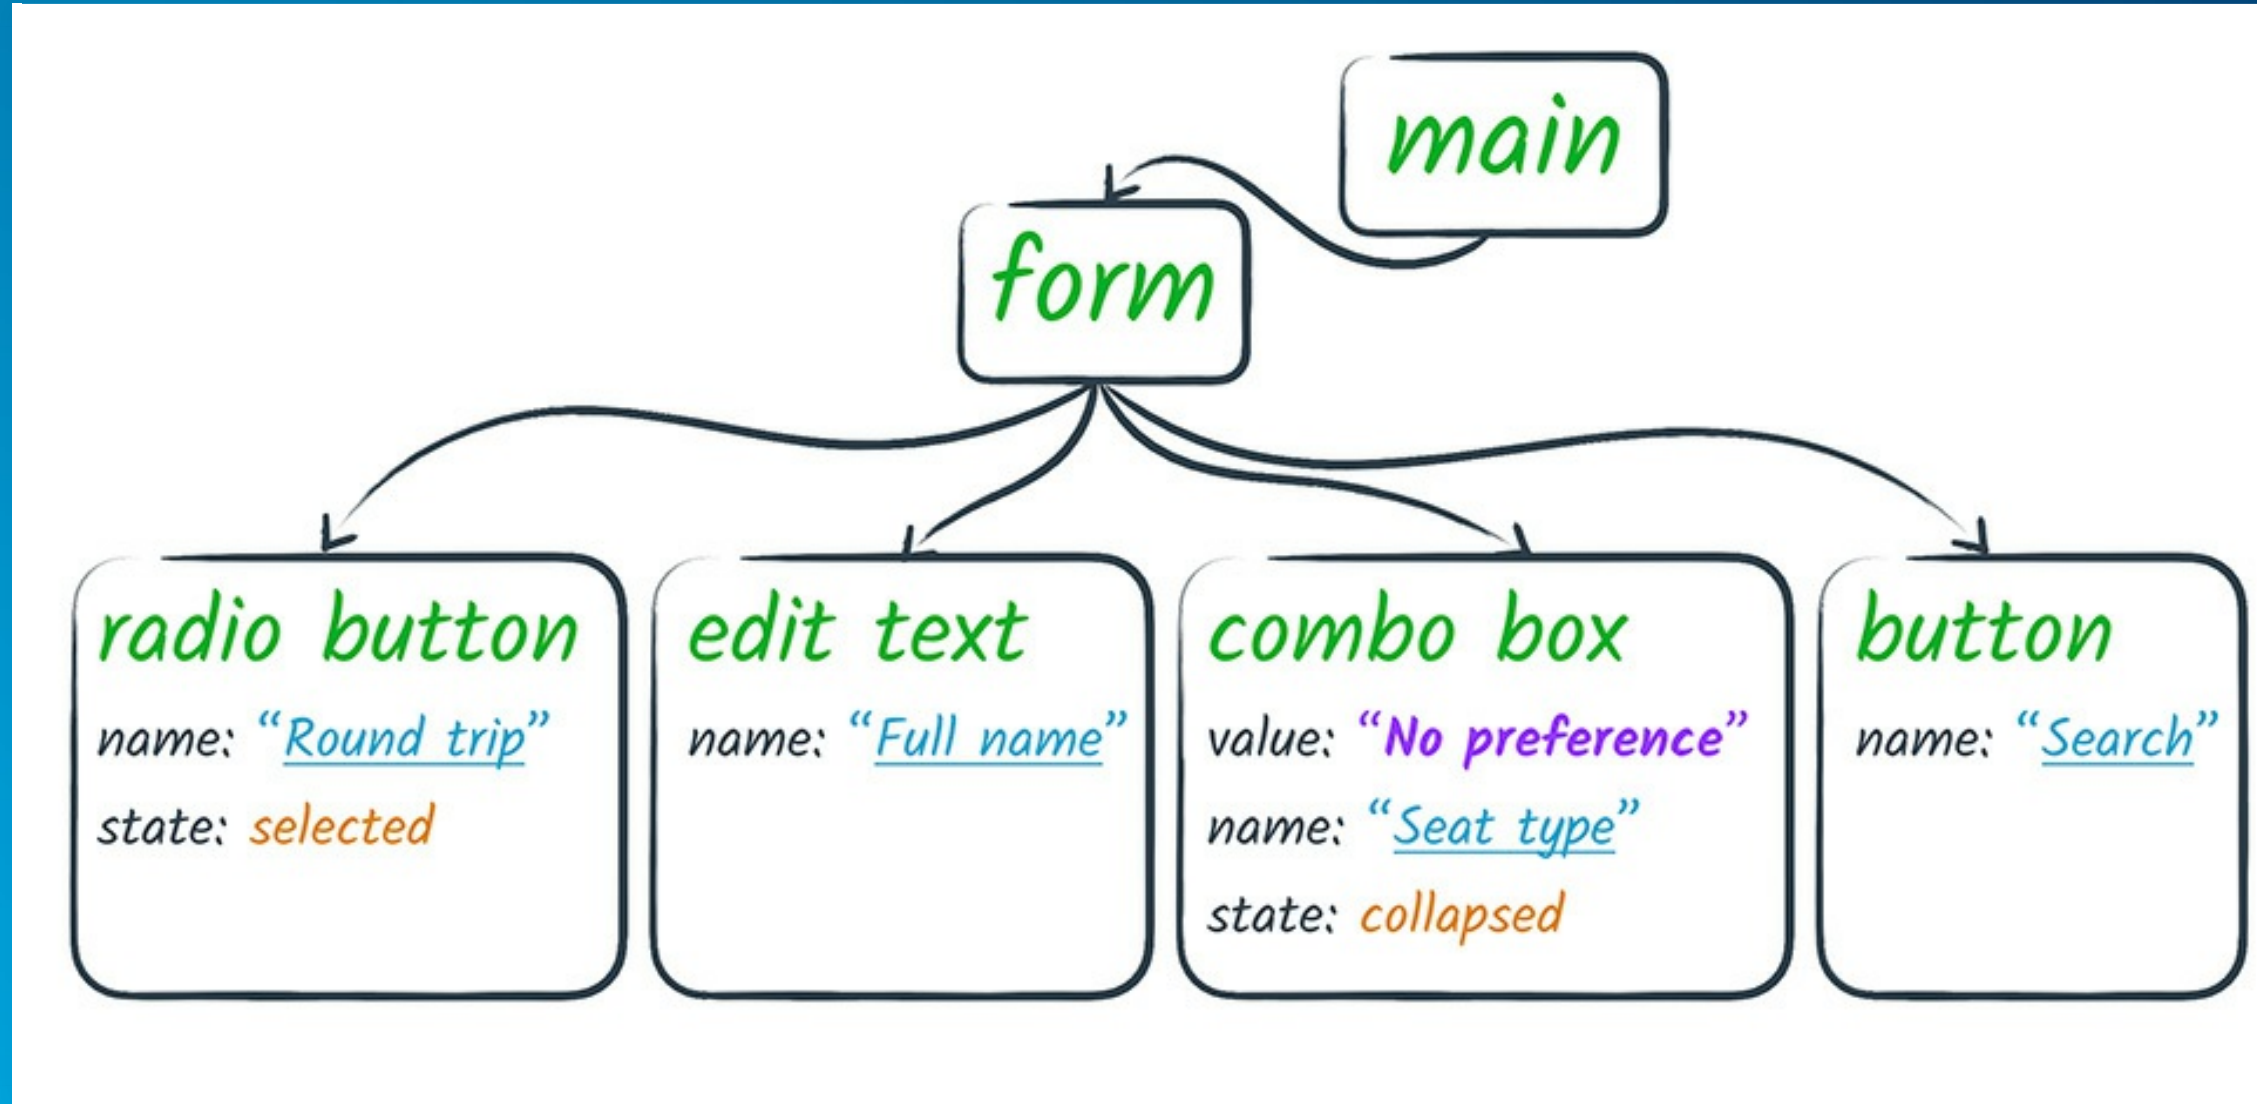 main
form
radio button
name: “Round trip”
state: selected
edit text
name: “Full name”
combo box
value: “No preference”
name: “Seat type”
state: collapsed
button
name: “Search”